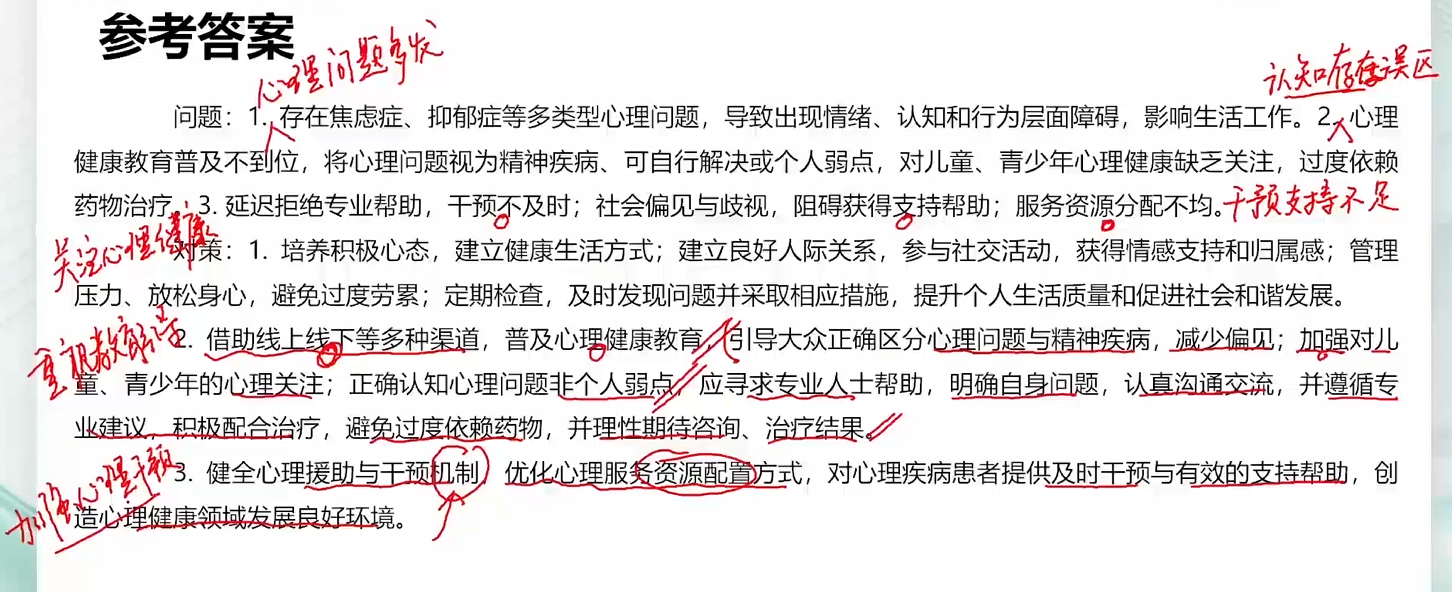 参考答案
心理问题多发
认知存在误区
问题：1. 存在焦虑症、抑郁症等多类型心理问题，导致出现情绪、认知和行为层面障碍，影响生活工作。2. 心理
健康教育普及不到位，将心理问题视为精神疾病、可自行解决或个人弱点，对儿童、青少年心理健康缺乏关注，过度依赖
药物治疗。3. 延迟拒绝专业帮助，干预不及时；社会偏见与歧视，阻碍获得支持帮助；服务资源分配不均。
干预支持不足
关注心理健康
对策：1. 培养积极心态，建立健康生活方式；建立良好人际关系，参与社交活动，获得情感支持和归属感；管理
压力、放松身心，避免过度劳累；定期检查，及时发现问题并采取相应措施，提升个人生活质量和促进社会和谐发展。
重视教育
2. 借助线上线下等多种渠道，普及心理健康教育，引导大众正确区分心理问题与精神疾病，减少偏见；加强对儿
童、青少年的心理关注；正确认知心理问题非个人弱点，应寻求专业人士帮助，明确自身问题，认真沟通交流，并遵循专
业建议，积极配合治疗，避免过度依赖药物，并理性期待咨询、治疗结果。
加强心理干预
3. 健全心理援助与干预机制，优化心理服务资源配置方式，对心理疾病患者提供及时干预与有效的支持帮助，创
造心理健康领域发展良好环境。